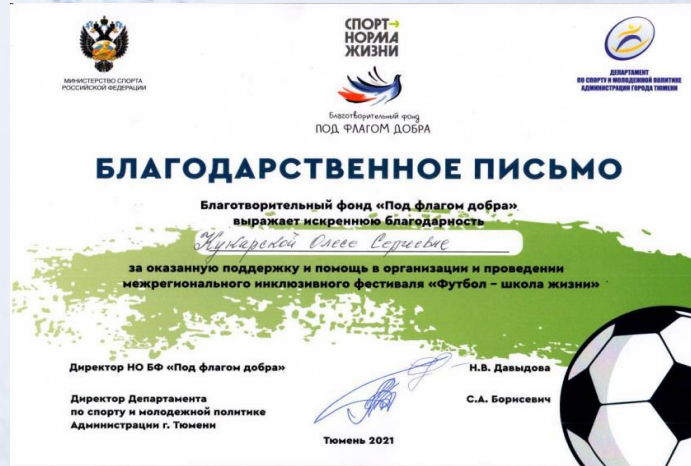 МИНИСТЕРСТВО СПОРТА
РОССИЙСКОЙ ФЕДЕРАЦИИ
СПОРТ→
НОРМА
ЖИЗНИ
Благотворительный фонд
ПОД ФЛАГОМ ДОБРА
ДЕПАРТАМЕНТ
ПО СПОРТУ И МОЛОДЕЖНОЙ ПОЛИТИКЕ
АДМИНИСТРАЦИИ ГОРОДА ТЮМЕНИ
БЛАГОДАРСТВЕННОЕ ПИСЬМО
Благотворительный фонд «Под флагом добра»
выражает искреннюю благодарность
Олесе Сергеевне
за оказанную поддержку и помощь в организации и проведении
межрегионального инклюзивного фестиваля «Футбол – школа жизни»
Директор НО БФ «Под флагом добра»
Н.В. Давыдова
Директор Департамента
по спорту и молодежной политике
Администрации г. Тюмени
С.А. Борисевич
Тюмень 2021